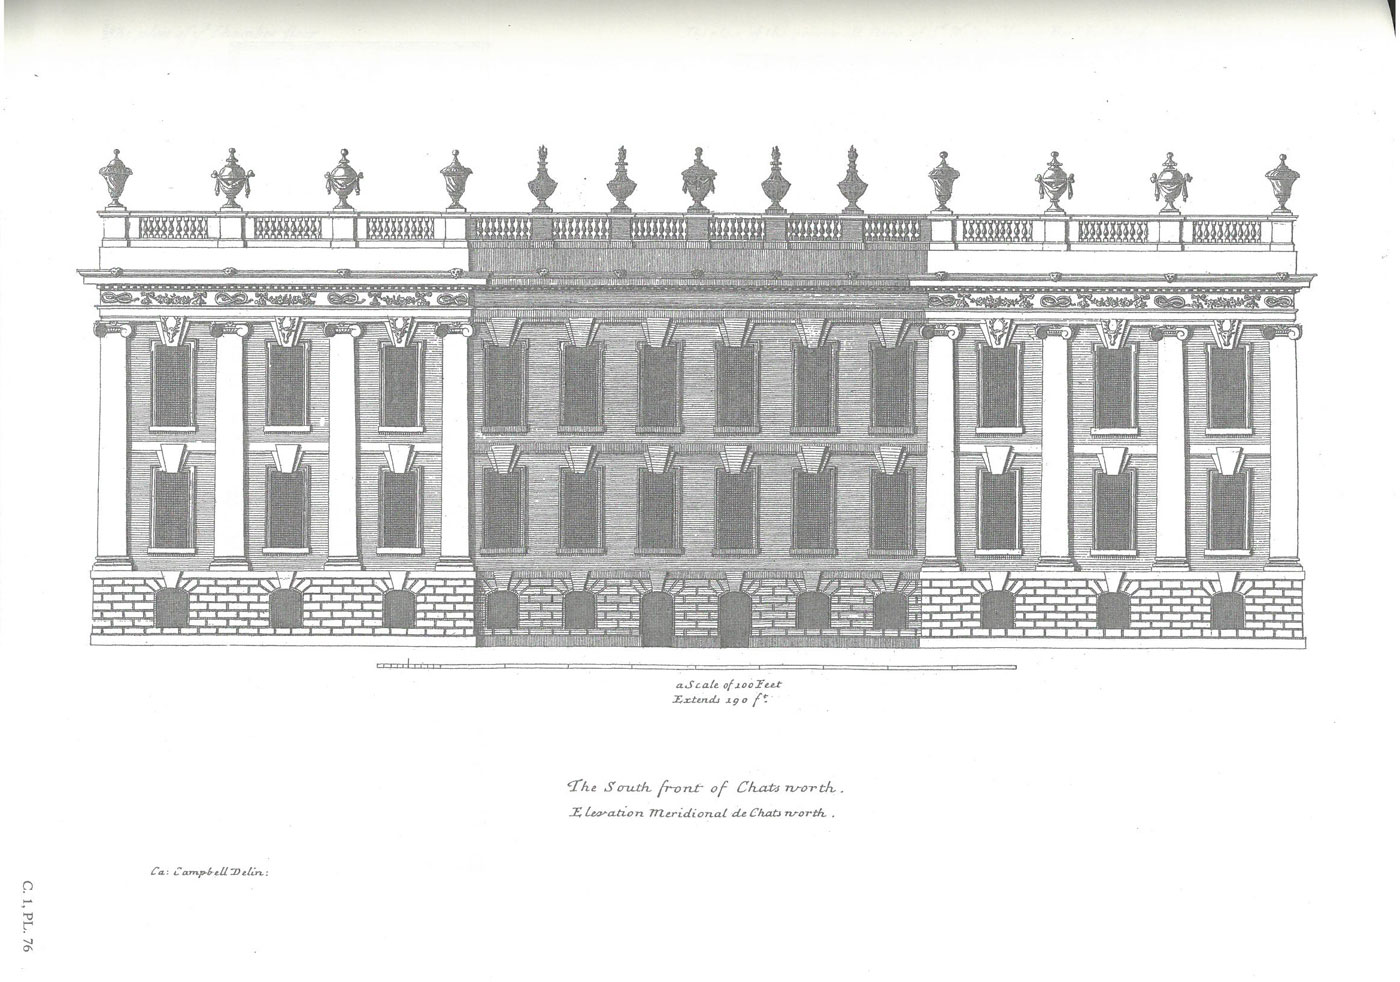 a Scale of 100 Feet
Extends 190 ft.
The South front of Chatsworth.
Elevation Meridional de Chatsworth.
Ca: Campbell Delin:
C. 1, PL. 76